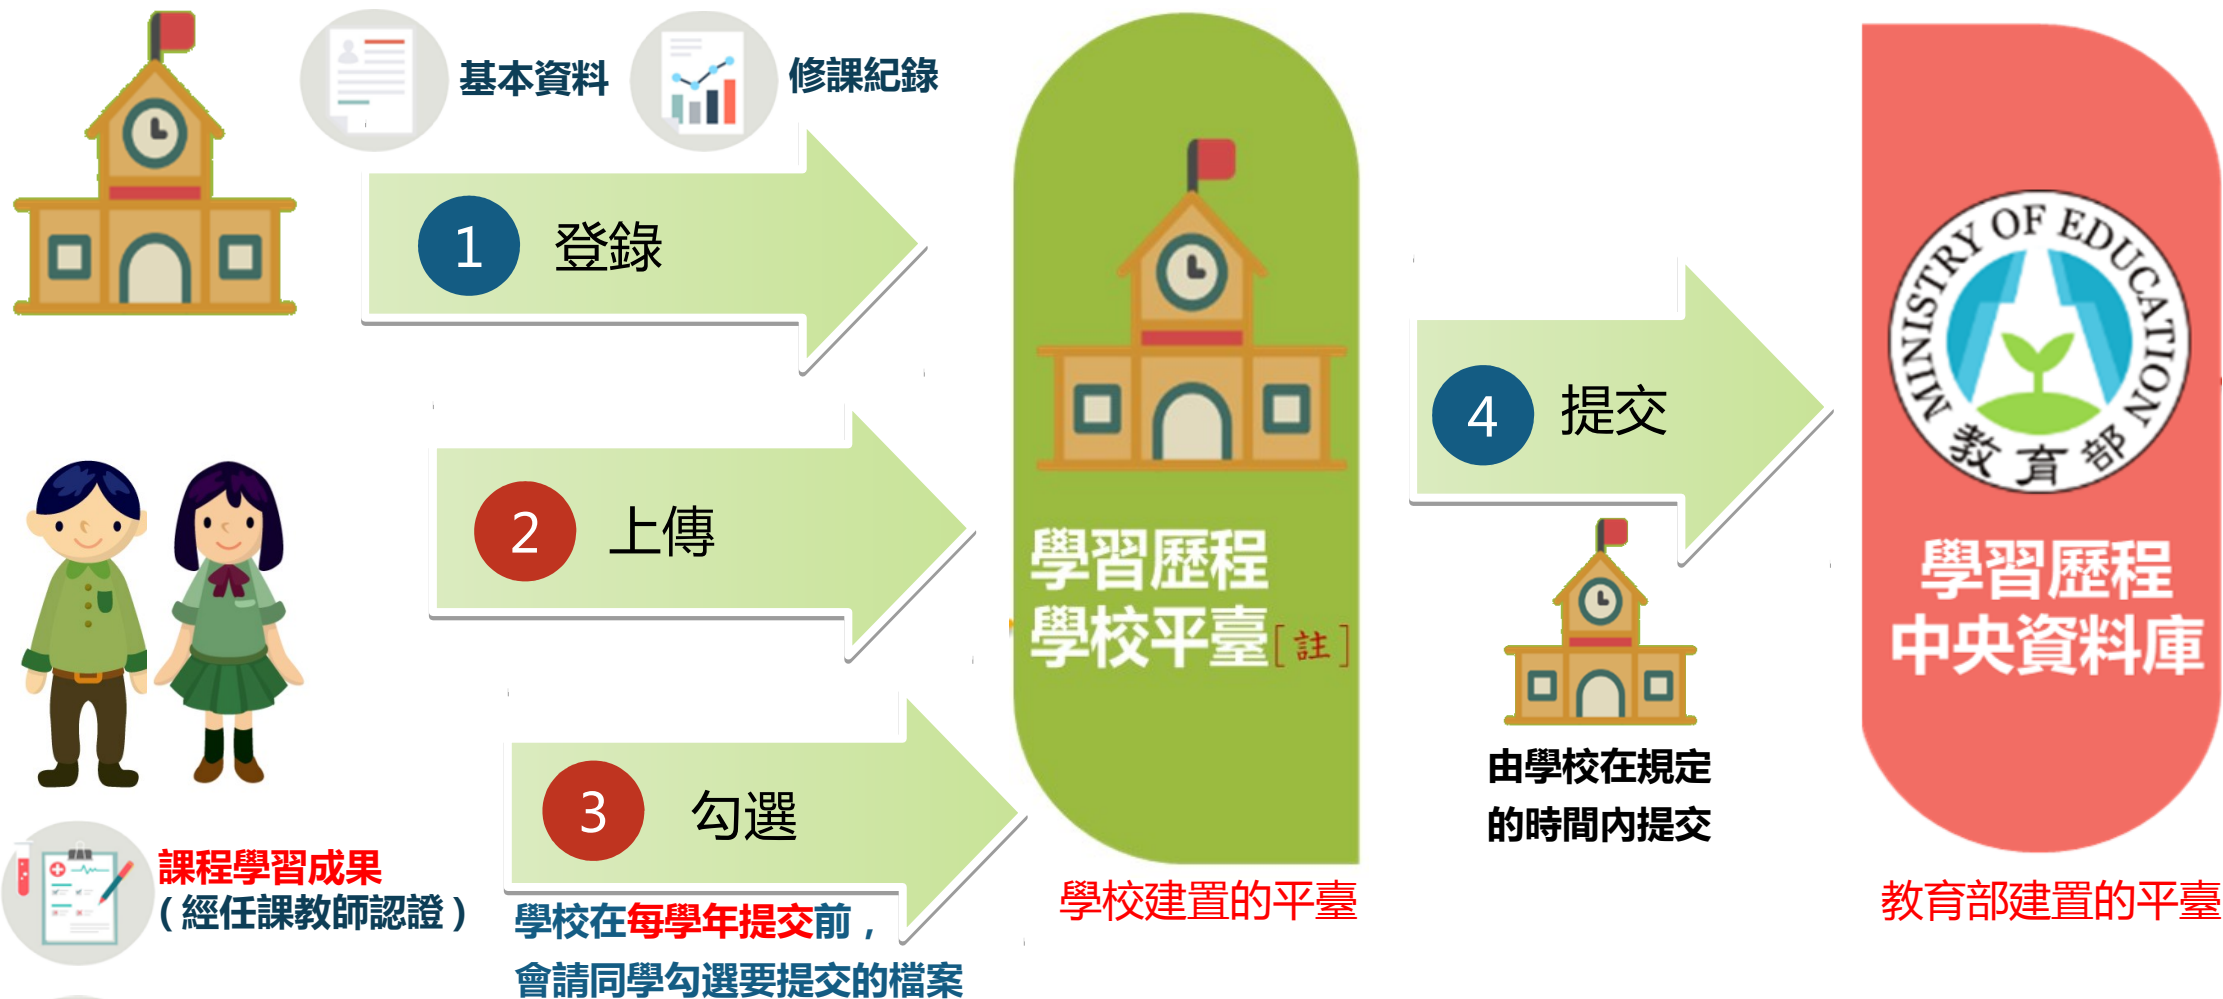 基本資料
修課紀錄
1 登錄
2 上傳
課程學習成果
（經任課教師認證）
3 勾選
學校在每學年提交前，
會請同學勾選要提交的檔案
學習歷程
學校平臺[註]
學校建置的平臺
4 提交
由學校在規定
的時間內提交
MINISTRY OF EDUCATION
教育部
學習歷程
中央資料庫
教育部建置的平臺